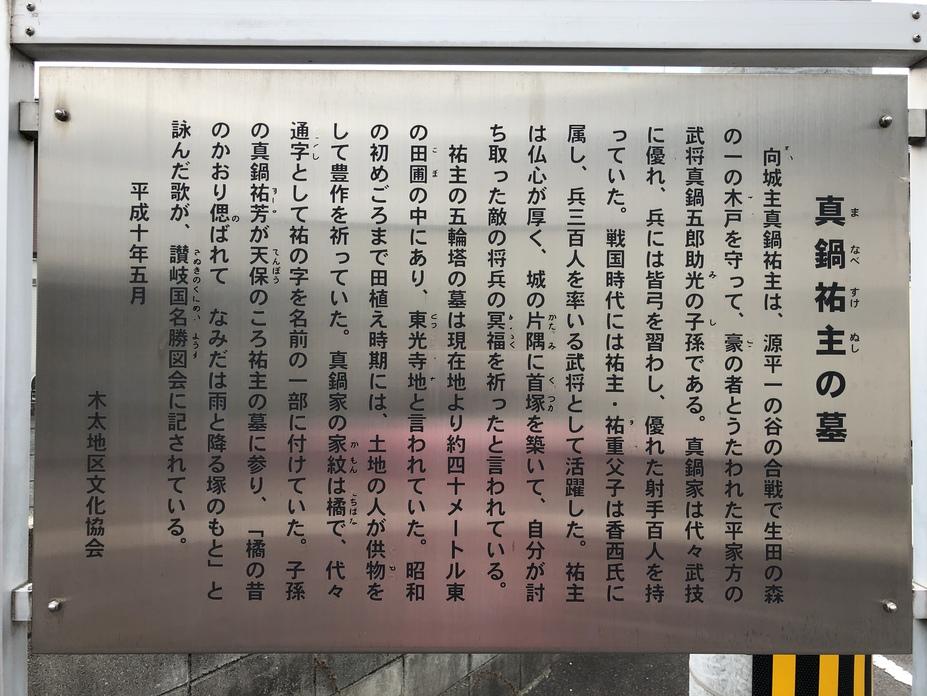 真鍋祐主の墓
向城主真鍋祐主は、源平一の谷の合戦で生田の森
の一の木戸を守って、豪の者とうたわれた平家方の
武将真鍋五郎助光の子孫である。真鍋家は代々武技
に優れ、兵には皆弓を習わし、優れた射手百人を持
っていた。戦国時代には祐主・祐重父子は香西氏に
属し、兵三百人を率いる武将として活躍した。祐主
は仏心が厚く、城の片隅に首塚を築いて、自分が討
ち取った敵の将兵の冥福を祈ったと言われている。
祐主の五輪塔の墓は現在地より約四十メートル東
の田圃の中にあり、東光寺地と言われていた。昭和
の初めごろまで田植え時期には、土地の人が供物を
して豊作を祈っていた。真鍋家の家紋は橘で、代々
通字として祐の字を名前の一部に付けていた。子孫
の真鍋祐芳が天保のころ祐主の墓に参り、「橘の昔
のかおり偲ばれて なみだは雨と降る塚のもと」と
詠んだ歌が、讃岐国名勝図会に記されている。
平成十年五月
木太地区文化協会